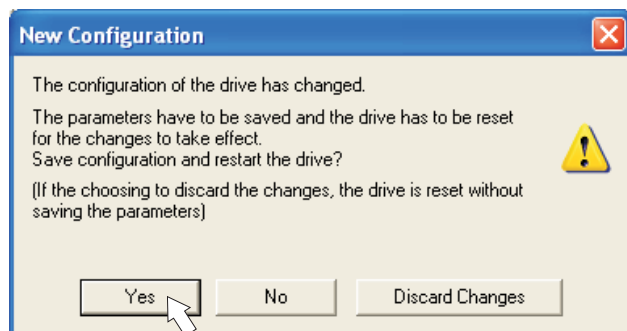 New Configuration
The configuration of the drive has changed.
The parameters have to be saved and the drive has to be reset
for the changes to take effect.
Save configuration and restart the drive?
(If the choosing to discard the changes, the drive is reset without
saving the parameters)
Yes
No
Discard Changes